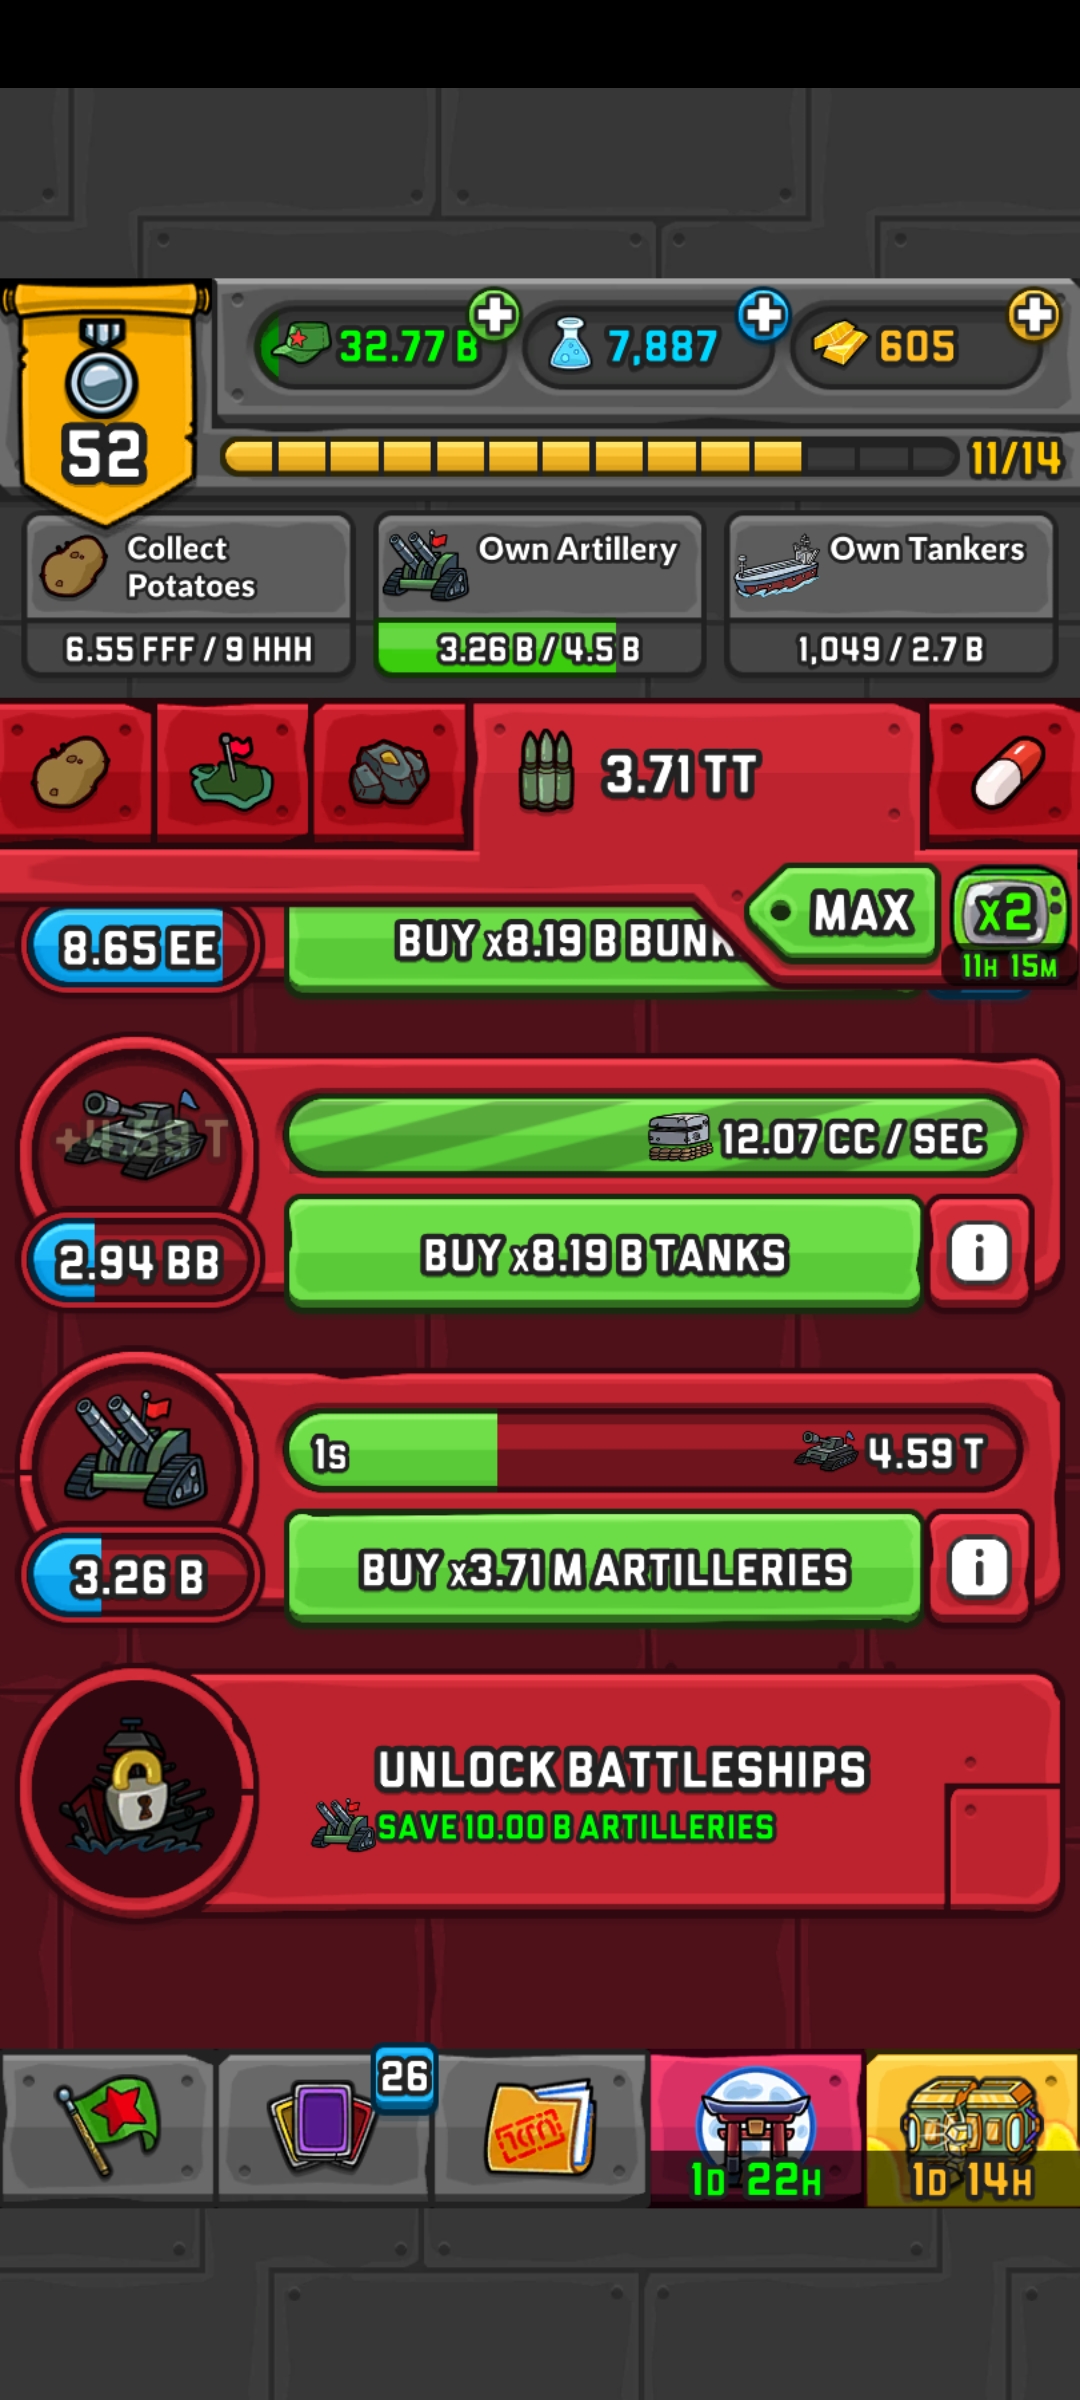 32.77 B
7,887
605
52
11/14
Collect
Potatoes
6.55 FFF / 9 HHH
Own Artillery
3.26 B / 4.5 B
Own Tankers
1,049 / 2.7 B
3.71 TT
MAX
x2
11H 15M
8.65 EE
BUY x8.19 B BUN
+4.59 T
12.07 CC / SEC
2.94 BB
BUY x8.19 B TANKS
i
1s
4.59 T
3.26 B
BUY x3.71 M ARTILLERIES
i
UNLOCK BATTLESHIPS
SAVE 10.00 B ARTILLERIES
26
1D 22H
1D 14H